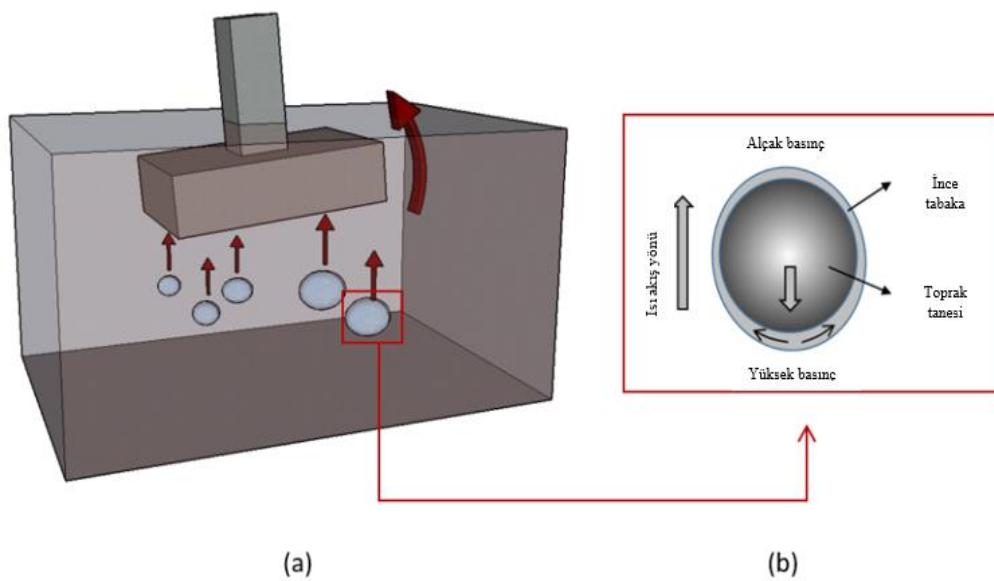 Alçak basınç
İnce
tabaka
Isı akış yönü
Toprak
tanesi
Yüksek basınç
(a)
(b)